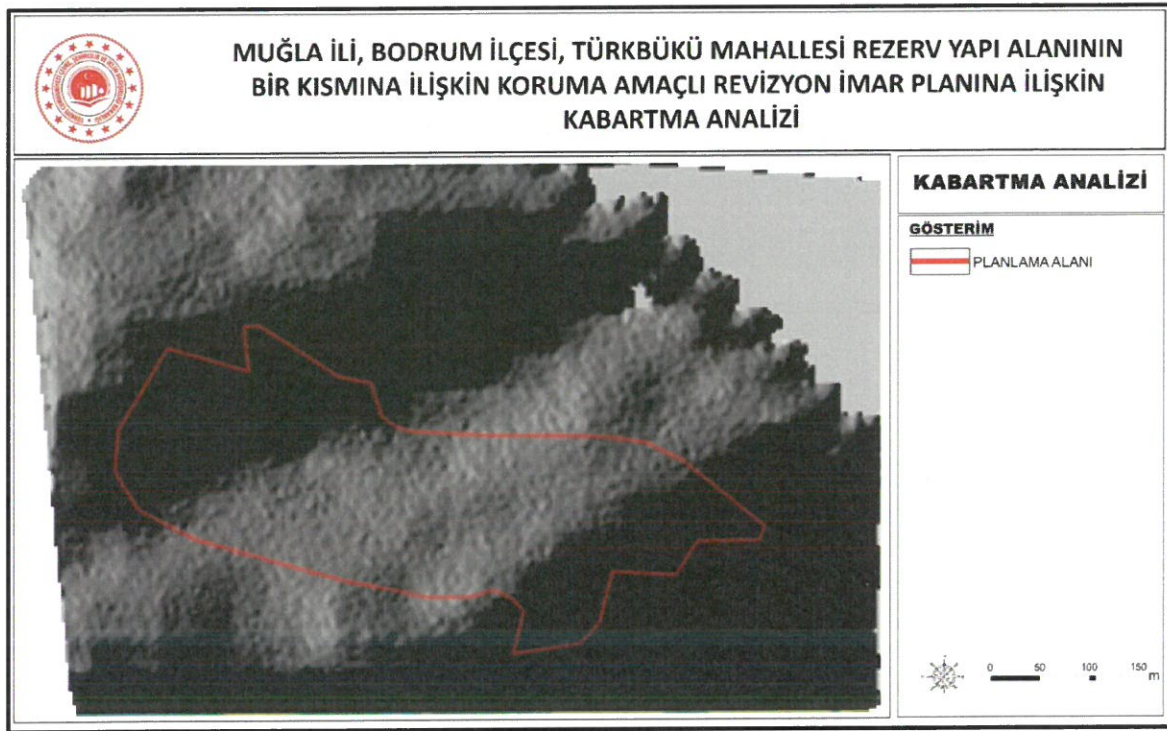 MUĞLA İLİ, BODRUM İLÇESİ, TÜRKBÜKÜ MAHALLESİ REZERV YAPI ALANININ
BİR KISMINA İLİŞKİN KORUMA AMAÇLI REVİZYON İMAR PLANINA İLİŞKİN
KABARTMA ANALİZİ
KABARTMA ANALİZİ
GÖSTERİM
PLANLAMA ALANI
0 50 100 150
m